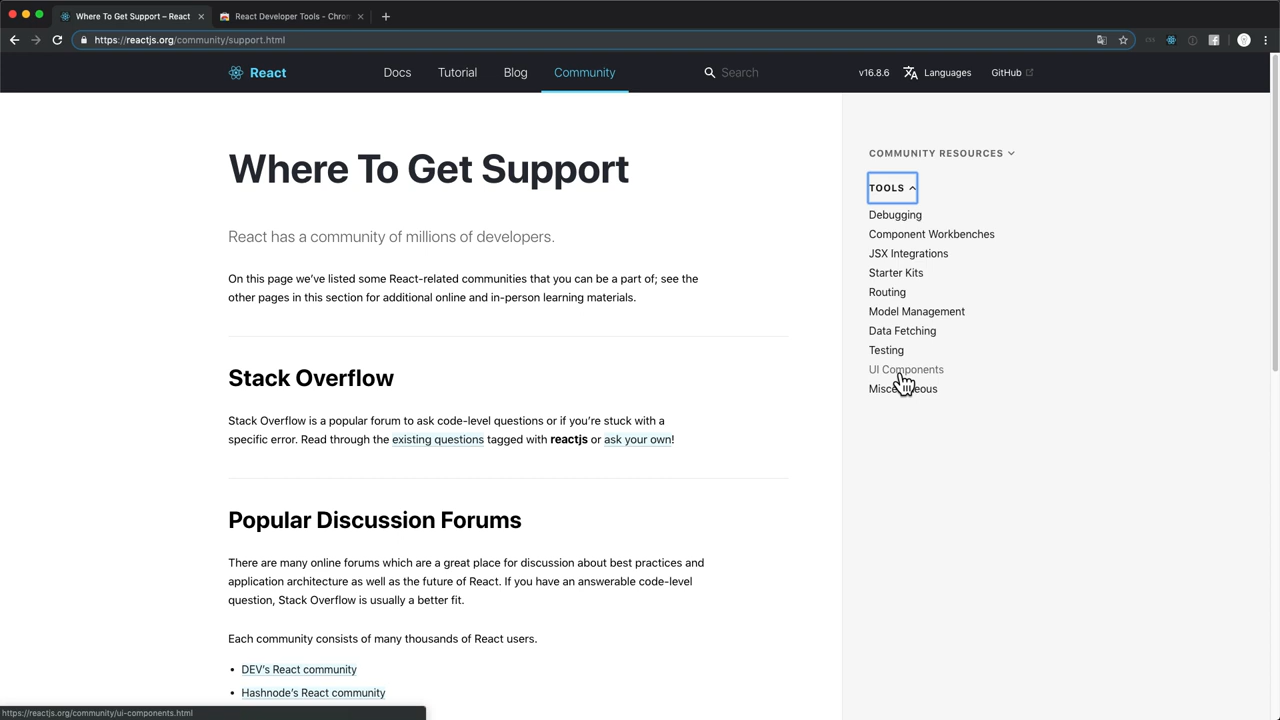 Where To Get Support – React
React Developer Tools - Chrom
https://reactjs.org/community/support.html
React
Docs
Tutorial
Blog
Community
Search
v16.8.6
Languages
GitHub
Where To Get Support
React has a community of millions of developers.
On this page we’ve listed some React-related communities that you can be a part of; see the
other pages in this section for additional online and in-person learning materials.
Stack Overflow
Stack Overflow is a popular forum to ask code-level questions or if you’re stuck with a
specific error. Read through the existing questions tagged with reactjs or ask your own!
Popular Discussion Forums
There are many online forums which are a great place for discussion about best practices and
application architecture as well as the future of React. If you have an answerable code-level
question, Stack Overflow is usually a better fit.
Each community consists of many thousands of React users.
• DEV’s React community
• Hashnode’s React community
COMMUNITY RESOURCES
TOOLS
Debugging
Component Workbenches
JSX Integrations
Starter Kits
Routing
Model Management
Data Fetching
Testing
UI Components
Miscellaneous
https://reactjs.org/community/ui-components.html